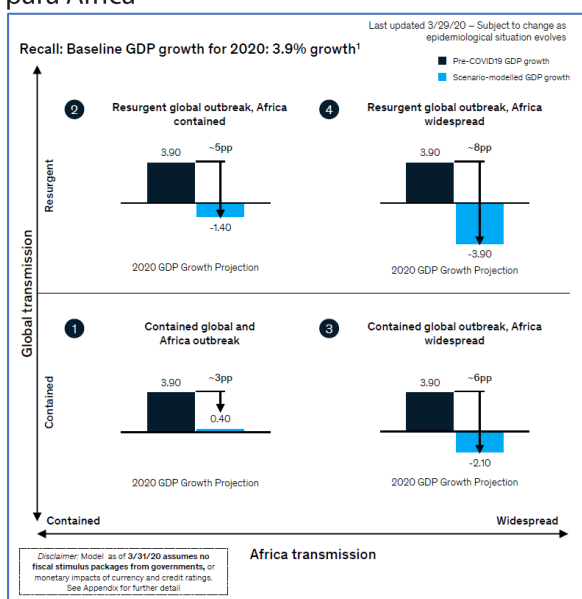 para África
Last updated 3/29/20 – Subject to change as
epidemiological situation evolves
Recall: Baseline GDP growth for 2020: 3.9% growth¹
Pre-COVID19 GDP growth
Scenario-modelled GDP growth
2
Resurgent global outbreak, Africa
contained
3.90
~5pp
-1.40
2020 GDP Growth Projection
4
Resurgent global outbreak, Africa
widespread
3.90
~8pp
-3.90
2020 GDP Growth Projection
Global transmission
Resurgent
Contained
1
Contained global and
Africa outbreak
3.90
~3pp
0.40
2020 GDP Growth Projection
3
Contained global outbreak, Africa
widespread
3.90
~6pp
-2.10
2020 GDP Growth Projection
Contained
Widespread
Africa transmission
Disclaimer: Model as of 3/31/20 assumes no
fiscal stimulus packages from governments, or
monetary impacts of currency and credit ratings.
See Appendix for further detail